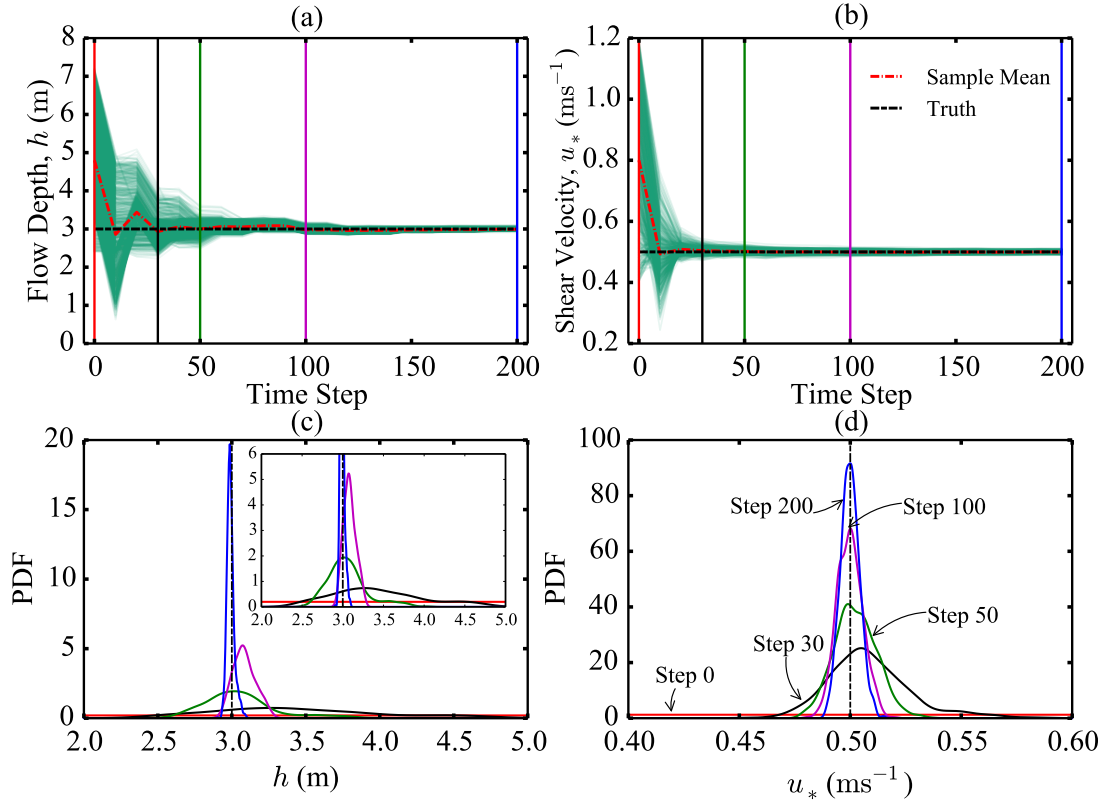 (a)
8
7
6
5
4
3
2
1
0
Flow Depth, h (m)
0 50 100 150 200
Time Step
(b)
1.2
1.0
0.8
0.6
0.4
0.2
Shear Velocity, u* (ms−1)
Sample Mean
Truth
0 50 100 150 200
Time Step
(c)
20
15
10
5
0
PDF
6
5
4
3
2
1
0
2.0 2.5 3.0 3.5 4.0 4.5 5.0
2.0 2.5 3.0 3.5 4.0 4.5 5.0
h (m)
(d)
100
80
60
40
20
0
PDF
Step 200
Step 100
Step 50
Step 30
Step 0
0.40 0.45 0.50 0.55 0.60
u* (ms−1)